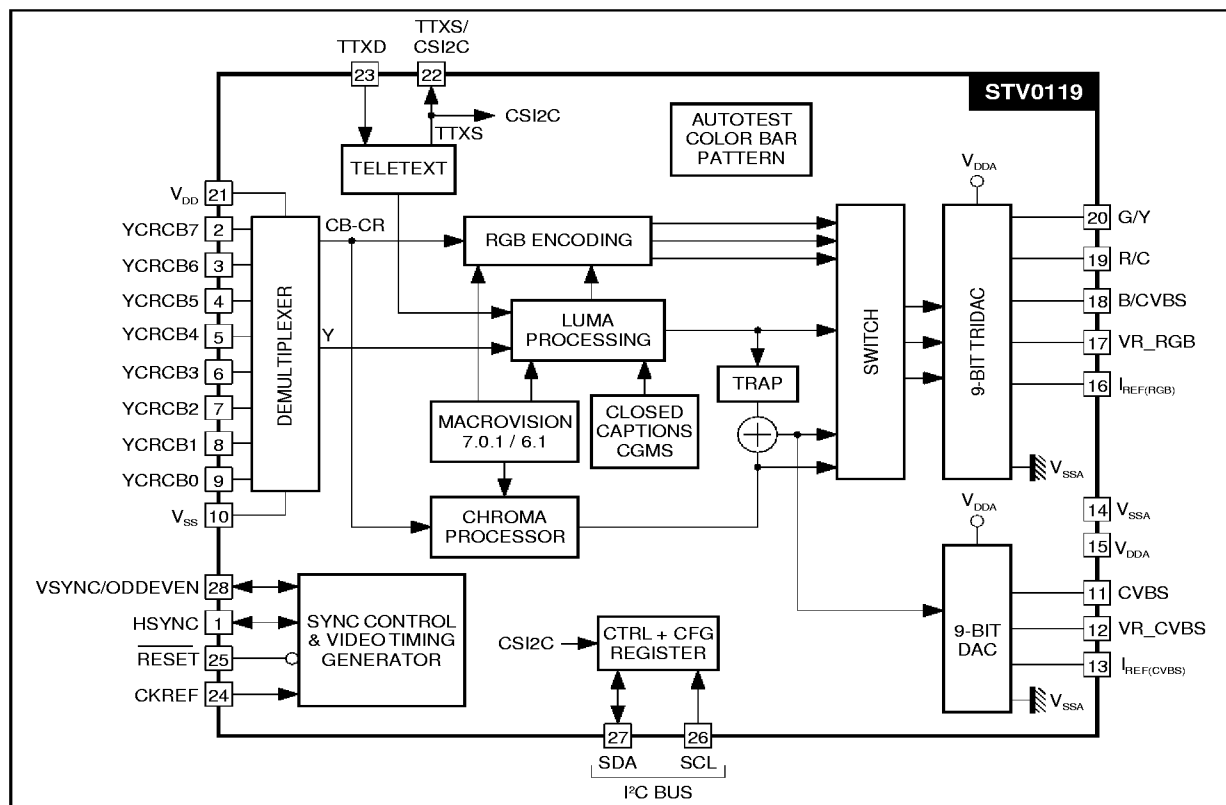 TTXD
TTXS/
CSI2C
23
22
STV0119
CSI2C
TTXS
TELETEXT
AUTOTEST
COLOR BAR
PATTERN
VDD
21
YCRCB7
2
YCRCB6
3
YCRCB5
4
YCRCB4
5
YCRCB3
6
YCRCB2
7
YCRCB1
8
YCRCB0
9
VSS
10
DEMULTIPLEXER
CB-CR
Y
RGB ENCODING
LUMA
PROCESSING
TRAP
MACROVISION
7.0.1 / 6.1
CLOSED
CAPTIONS
CGMS
CHROMA
PROCESSOR
SWITCH
VDDA
9-BIT TRIDAC
VSSA
20
G/Y
19
R/C
18
B/CVBS
17
VR_RGB
16
IREF(RGB)
14
VSSA
15
VDDA
VDDA
9-BIT
DAC
VSSA
11
CVBS
12
VR_CVBS
13
IREF(CVBS)
VSYNC/ODDEVEN
28
HSYNC
1
RESET
25
CKREF
24
SYNC CONTROL
& VIDEO TIMING
GENERATOR
CSI2C
CTRL + CFG
REGISTER
27
26
SDA
SCL
I²C BUS